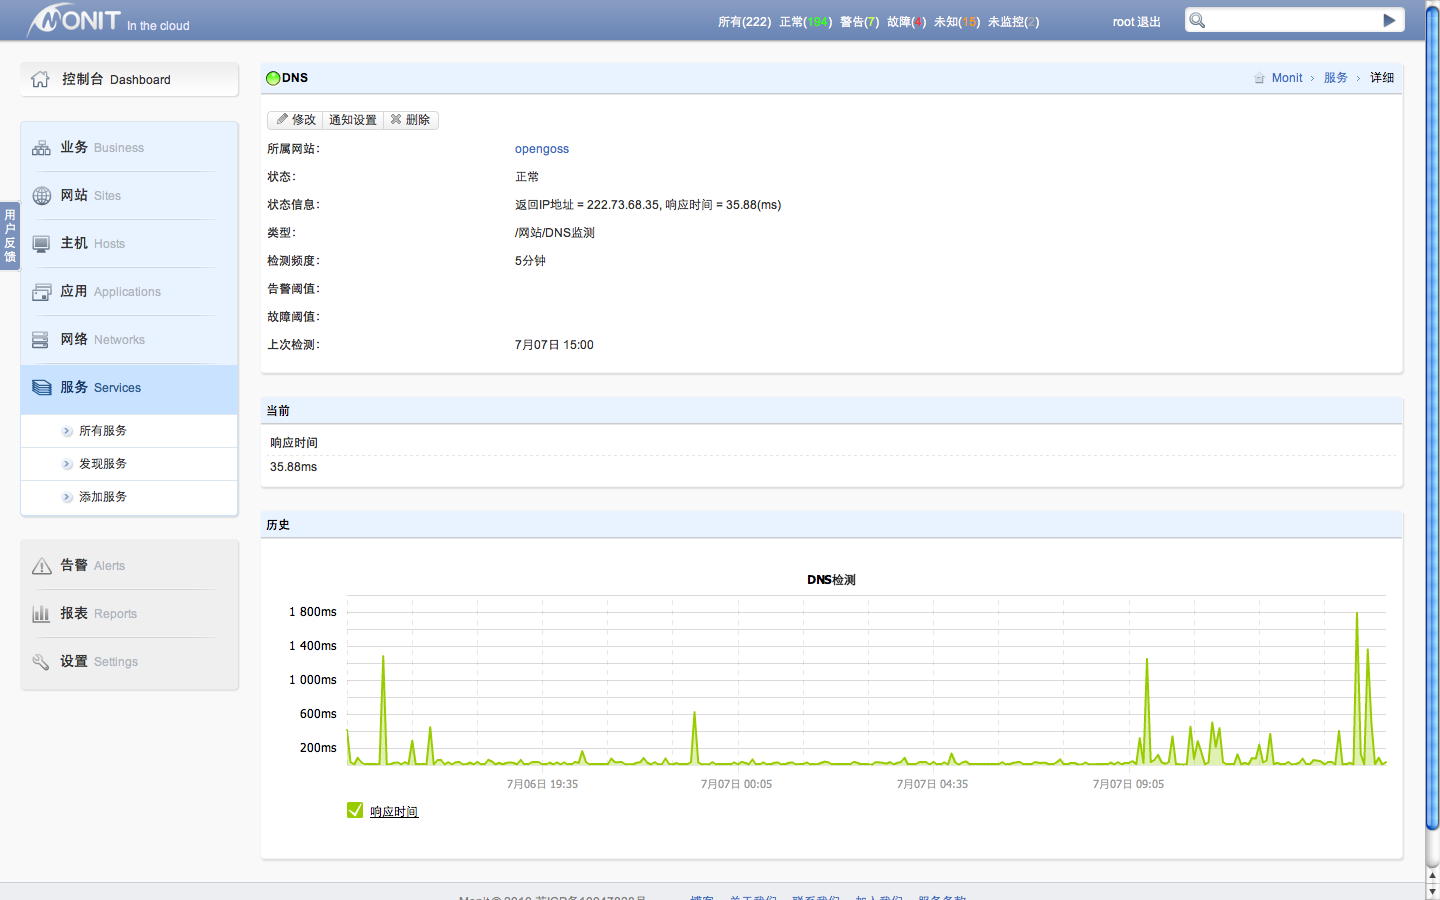 MONIT In the cloud
所有(222) 正常(194) 警告(7) 故障(4) 未知(15) 未监控(2)
root 退出
控制台 Dashboard
业务 Business
网站 Sites
主机 Hosts
应用 Applications
网络 Networks
服务 Services
所有服务
发现服务
添加服务
告警 Alerts
报表 Reports
设置 Settings
用户反馈
DNS
Monit › 服务 › 详细
修改 通知设置 删除
所属网站: opengoss
状态: 正常
状态信息: 返回IP地址 = 222.73.68.35, 响应时间 = 35.88(ms)
类型: /网站/DNS监测
检测频度: 5分钟
告警阈值:
故障阈值:
上次检测: 7月07日 15:00
当前
响应时间
35.88ms
历史
DNS检测
1 800ms
1 400ms
1 000ms
600ms
200ms
7月06日 19:35 7月07日 00:05 7月07日 04:35 7月07日 09:05
响应时间